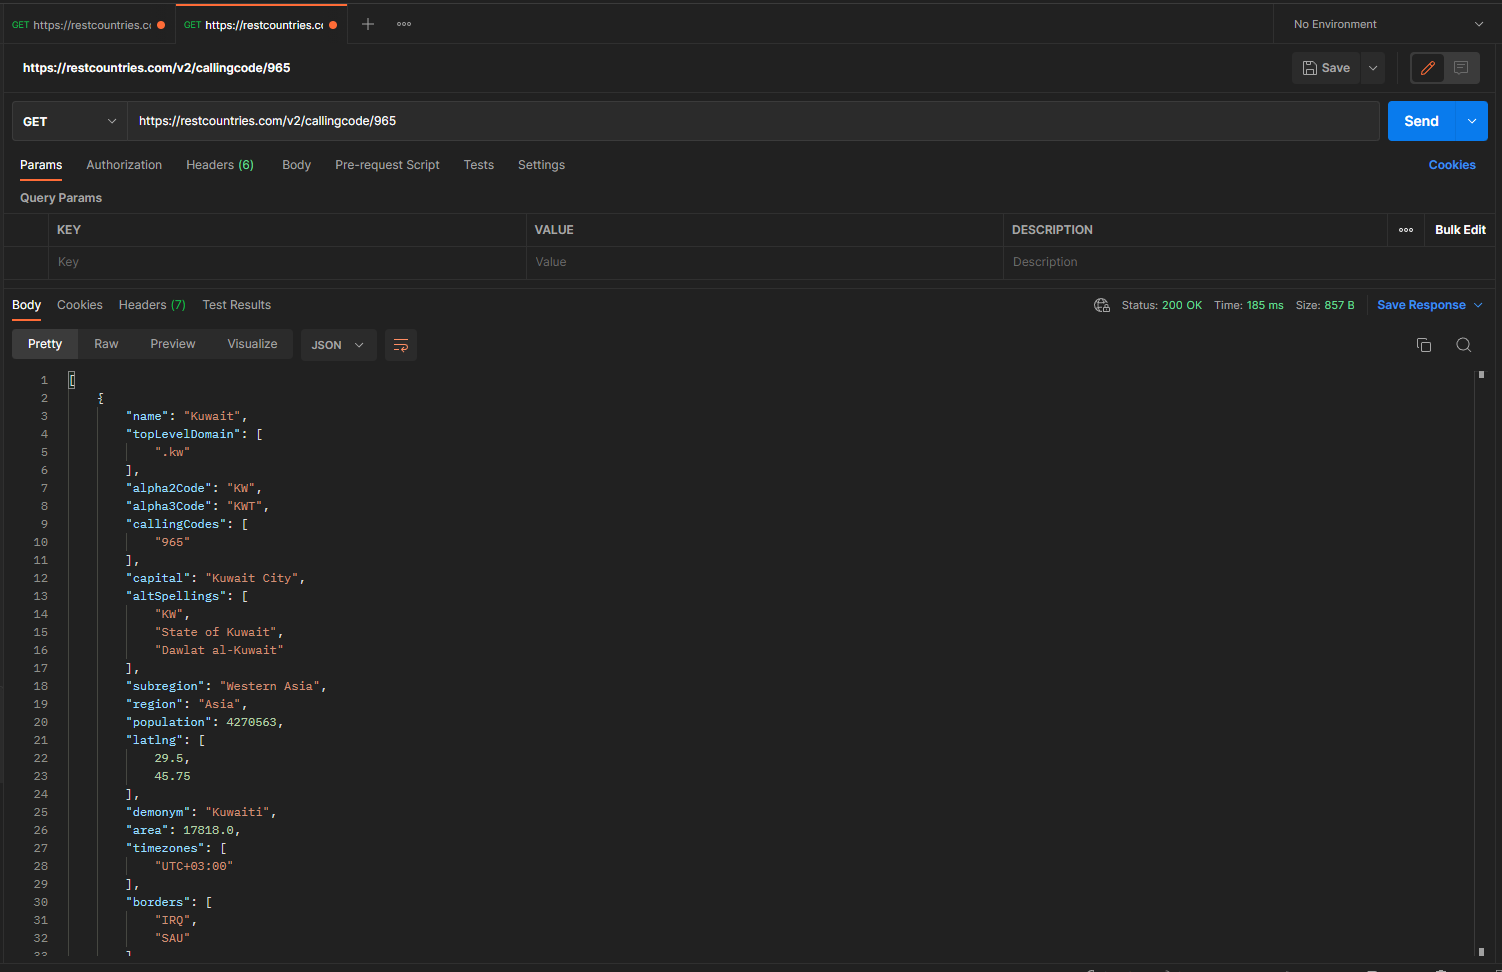 GET https://restcountries.cc GET https://restcountries.cc No Environment
https://restcountries.com/v2/callingcode/965 Save
GET https://restcountries.com/v2/callingcode/965 Send
Params Authorization Headers (6) Body Pre-request Script Tests Settings Cookies
Query Params
KEY VALUE DESCRIPTION Bulk Edit
Key Value Description
Body Cookies Headers (7) Test Results Status: 200 OK Time: 185 ms Size: 857 B Save Response
Pretty Raw Preview Visualize JSON
1 [
2 {
3 "name": "Kuwait",
4 "topLevelDomain": [
5 ".kw"
6 ],
7 "alpha2Code": "KW",
8 "alpha3Code": "KWT",
9 "callingCodes": [
10 "965"
11 ],
12 "capital": "Kuwait City",
13 "altSpellings": [
14 "KW",
15 "State of Kuwait",
16 "Dawlat al-Kuwait"
17 ],
18 "subregion": "Western Asia",
19 "region": "Asia",
20 "population": 4270563,
21 "latlng": [
22 29.5,
23 45.75
24 ],
25 "demonym": "Kuwaiti",
26 "area": 17818.0,
27 "timezones": [
28 "UTC+03:00"
29 ],
30 "borders": [
31 "IRQ",
32 "SAU"
33 ]